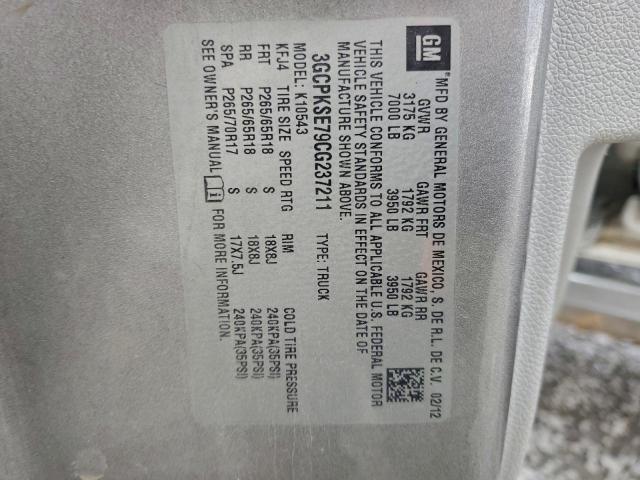 GM
MFD BY GENERAL MOTORS DE MEXICO, S. DE R.L. DE C.V. 02/12
GVWR GAWR FRT GAWR RR
3175 KG 1792 KG 1792 KG
7000 LB 3950 LB 3950 LB
THIS VEHICLE CONFORMS TO ALL APPLICABLE U.S. FEDERAL MOTOR
VEHICLE SAFETY STANDARDS IN EFFECT ON THE DATE OF
MANUFACTURE SHOWN ABOVE.
3GCPKSE79CG237211 TYPE: TRUCK
MODEL: K10543
KFJ4 TIRE SIZE SPEED RTG RIM COLD TIRE PRESSURE
FRT P265/65R18 S 18X8J 240KPA(35PSI)
RR P265/65R18 S 18X8J 240KPA(35PSI)
SPA P265/70R17 S 17X7.5J 240KPA(35PSI)
SEE OWNER'S MANUAL FOR MORE INFORMATION.